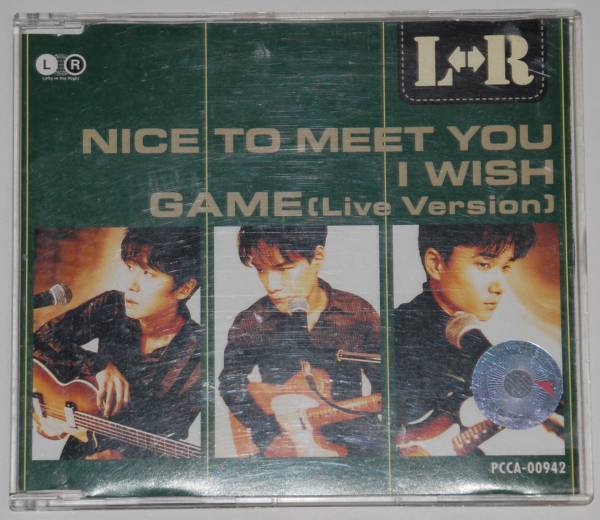 L R
Lefty in the Right
L↔R
NICE TO MEET YOU
I WISH
GAME(Live Version)
PCCA-00942